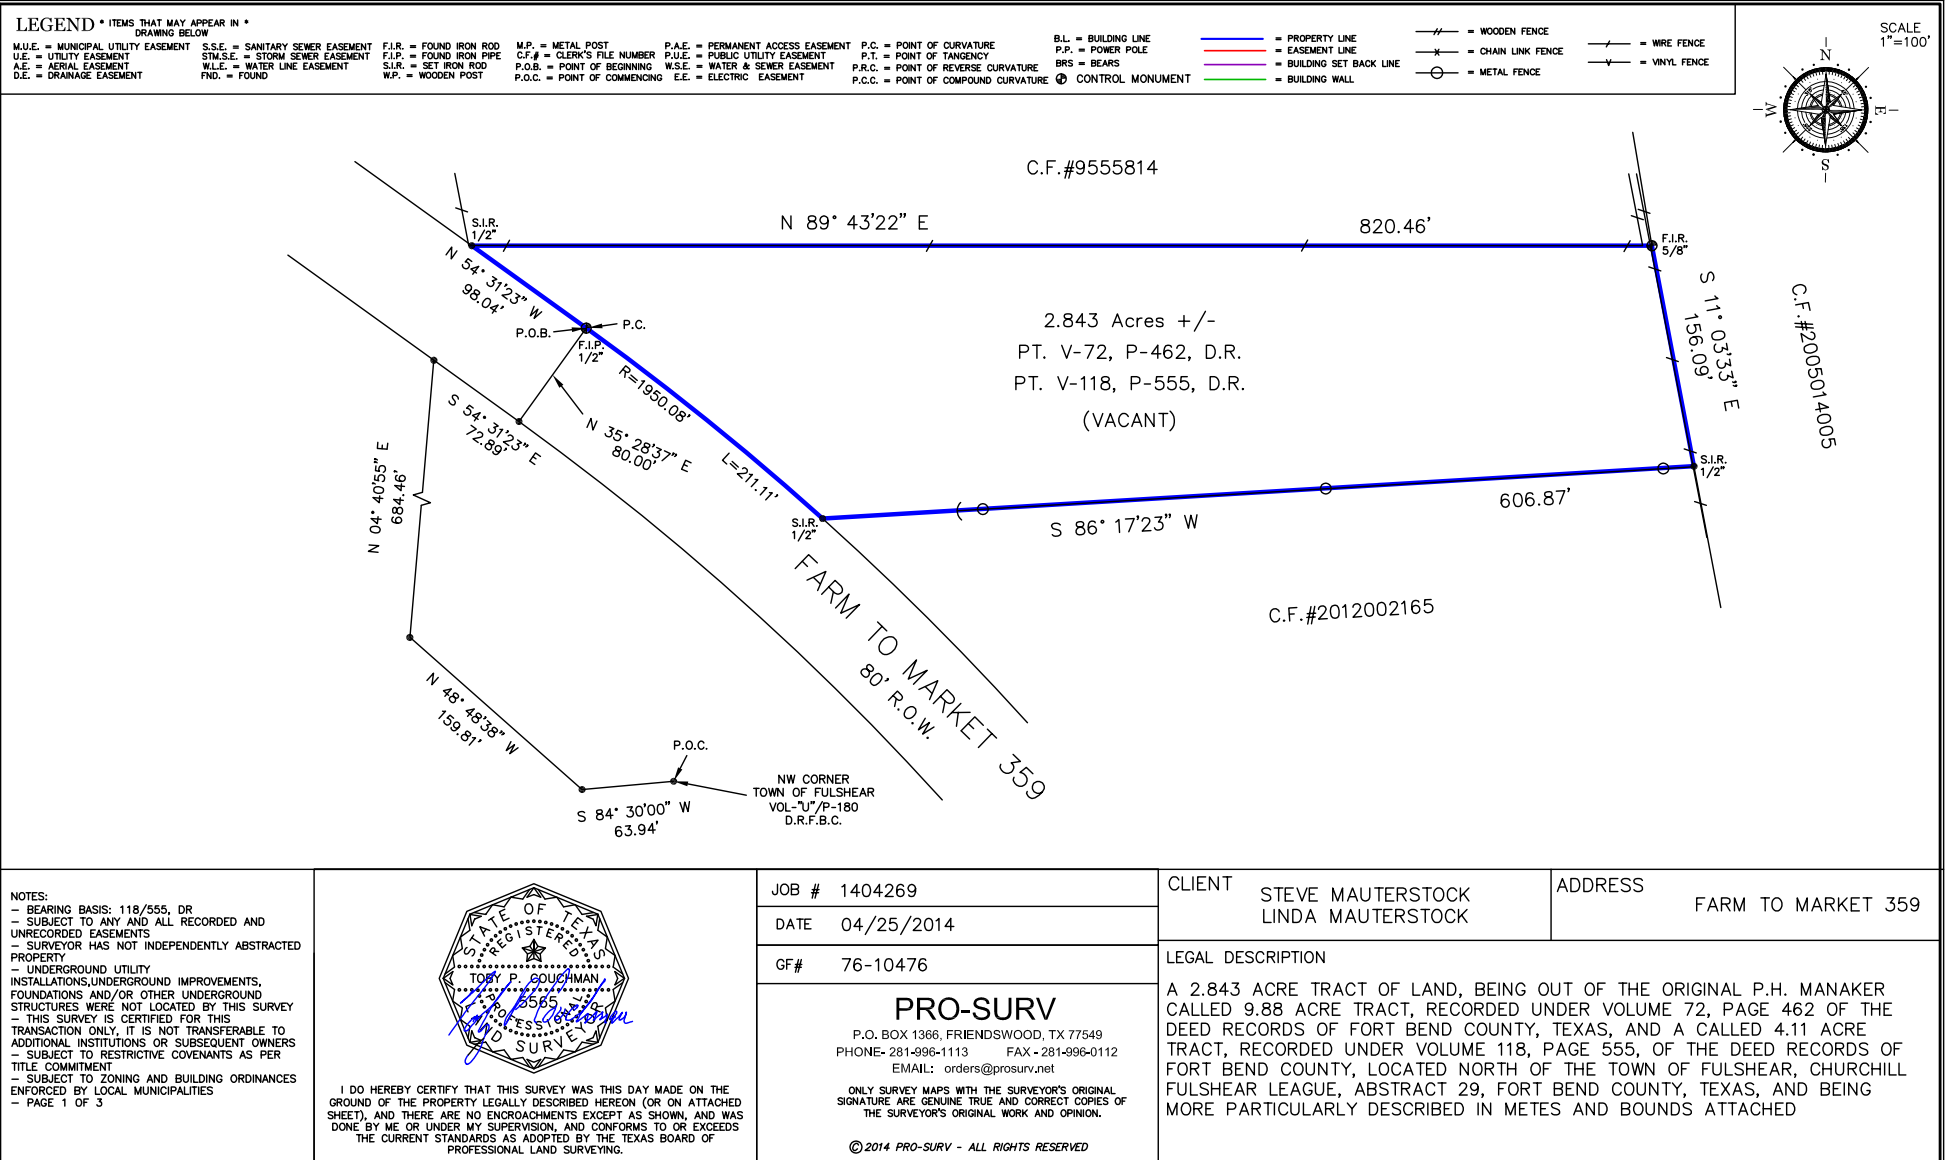 LEGEND * ITEMS THAT MAY APPEAR IN *
DRAWING BELOW
M.U.E. = MUNICIPAL UTILITY EASEMENT
U.E. = UTILITY EASEMENT
A.E. = AERIAL EASEMENT
D.E. = DRAINAGE EASEMENT
S.S.E. = SANITARY SEWER EASEMENT
STM.S.E. = STORM SEWER EASEMENT
W.L.E. = WATER LINE EASEMENT
FND. = FOUND
F.I.R. = FOUND IRON ROD
F.I.P. = FOUND IRON PIPE
S.I.R. = SET IRON ROD
W.P. = WOODEN POST
M.P. = METAL POST
C.F.# = CLERK'S FILE NUMBER
P.O.B. = POINT OF BEGINNING
P.O.C. = POINT OF COMMENCING
P.A.E. = PERMANENT ACCESS EASEMENT
P.U.E. = PUBLIC UTILITY EASEMENT
W.S.E. = WATER & SEWER EASEMENT
E.E. = ELECTRIC EASEMENT
P.C. = POINT OF CURVATURE
P.T. = POINT OF TANGENCY
P.R.C. = POINT OF REVERSE CURVATURE
P.C.C. = POINT OF COMPOUND CURVATURE
B.L. = BUILDING LINE
P.P. = POWER POLE
BRS = BEARS
CONTROL MONUMENT
= PROPERTY LINE
= EASEMENT LINE
= BUILDING SET BACK LINE
= BUILDING WALL
= WOODEN FENCE
= CHAIN LINK FENCE
= METAL FENCE
= WIRE FENCE
= VINYL FENCE
SCALE
1"=100'
N
W
E
S
C.F.#9555814
N 89° 43'22" E
820.46'
S.I.R.
1/2"
F.I.R.
5/8"
N 54° 31'23" W
98.04'
P.O.B.
P.C.
F.I.P.
1/2"
S 11° 03'33" E
156.09'
C.F.#2005014005
2.843 Acres +/-
PT. V-72, P-462, D.R.
PT. V-118, P-555, D.R.
(VACANT)
R=1950.08'
L=211.11'
S 54° 31'23" E
72.89'
N 35° 28'37" E
80.00'
N 04° 40'55" E
684.46'
S.I.R.
1/2"
S.I.R.
1/2"
606.87'
S 86° 17'23" W
C.F.#2012002165
FARM TO MARKET 359
80' R.O.W.
N 48° 48'38" W
159.81'
P.O.C.
NW CORNER
TOWN OF FULSHEAR
VOL-"U"/P-180
D.R.F.B.C.
S 84° 30'00" W
63.94'
NOTES:
- BEARING BASIS: 118/555, DR
- SUBJECT TO ANY AND ALL RECORDED AND
UNRECORDED EASEMENTS
- SURVEYOR HAS NOT INDEPENDENTLY ABSTRACTED
PROPERTY
- UNDERGROUND UTILITY
INSTALLATIONS,UNDERGROUND IMPROVEMENTS,
FOUNDATIONS AND/OR OTHER UNDERGROUND
STRUCTURES WERE NOT LOCATED BY THIS SURVEY
- THIS SURVEY IS CERTIFIED FOR THIS
TRANSACTION ONLY, IT IS NOT TRANSFERABLE TO
ADDITIONAL INSTITUTIONS OR SUBSEQUENT OWNERS
- SUBJECT TO RESTRICTIVE COVENANTS AS PER
TITLE COMMITMENT
- SUBJECT TO ZONING AND BUILDING ORDINANCES
ENFORCED BY LOCAL MUNICIPALITIES
- PAGE 1 OF 3
STATE OF TEXAS
REGISTERED
TOBY P. COUCHMAN
5565
PROFESSIONAL
LAND SURVEYOR
I DO HEREBY CERTIFY THAT THIS SURVEY WAS THIS DAY MADE ON THE
GROUND OF THE PROPERTY LEGALLY DESCRIBED HEREON (OR ON ATTACHED
SHEET), AND THERE ARE NO ENCROACHMENTS EXCEPT AS SHOWN, AND WAS
DONE BY ME OR UNDER MY SUPERVISION, AND CONFORMS TO OR EXCEEDS
THE CURRENT STANDARDS AS ADOPTED BY THE TEXAS BOARD OF
PROFESSIONAL LAND SURVEYING.
JOB # 1404269
DATE 04/25/2014
GF# 76-10476
PRO-SURV
P.O. BOX 1366, FRIENDSWOOD, TX 77549
PHONE- 281-996-1113 FAX - 281-996-0112
EMAIL: orders@prosurv.net
ONLY SURVEY MAPS WITH THE SURVEYOR'S ORIGINAL
SIGNATURE ARE GENUINE TRUE AND CORRECT COPIES OF
THE SURVEYOR'S ORIGINAL WORK AND OPINION.
©2014 PRO-SURV - ALL RIGHTS RESERVED
CLIENT
STEVE MAUTERSTOCK
LINDA MAUTERSTOCK
ADDRESS
FARM TO MARKET 359
LEGAL DESCRIPTION
A 2.843 ACRE TRACT OF LAND, BEING OUT OF THE ORIGINAL P.H. MANAKER
CALLED 9.88 ACRE TRACT, RECORDED UNDER VOLUME 72, PAGE 462 OF THE
DEED RECORDS OF FORT BEND COUNTY, TEXAS, AND A CALLED 4.11 ACRE
TRACT, RECORDED UNDER VOLUME 118, PAGE 555, OF THE DEED RECORDS OF
FORT BEND COUNTY, LOCATED NORTH OF THE TOWN OF FULSHEAR, CHURCHILL
FULSHEAR LEAGUE, ABSTRACT 29, FORT BEND COUNTY, TEXAS, AND BEING
MORE PARTICULARLY DESCRIBED IN METES AND BOUNDS ATTACHED